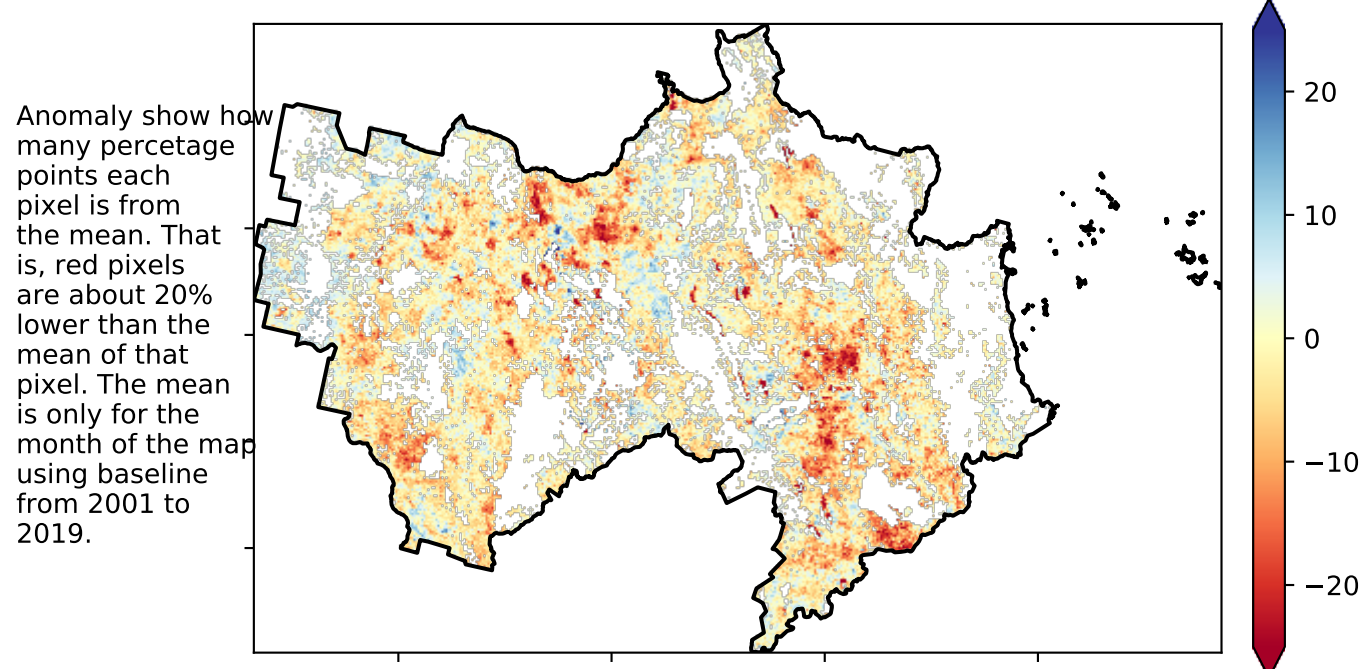 Anomaly show how
many percetage
points each
pixel is from
the mean. That
is, red pixels
are about 20%
lower than the
mean of that
pixel. The mean
is only for the
month of the map
using baseline
from 2001 to
2019.
20
10
0
−10
−20